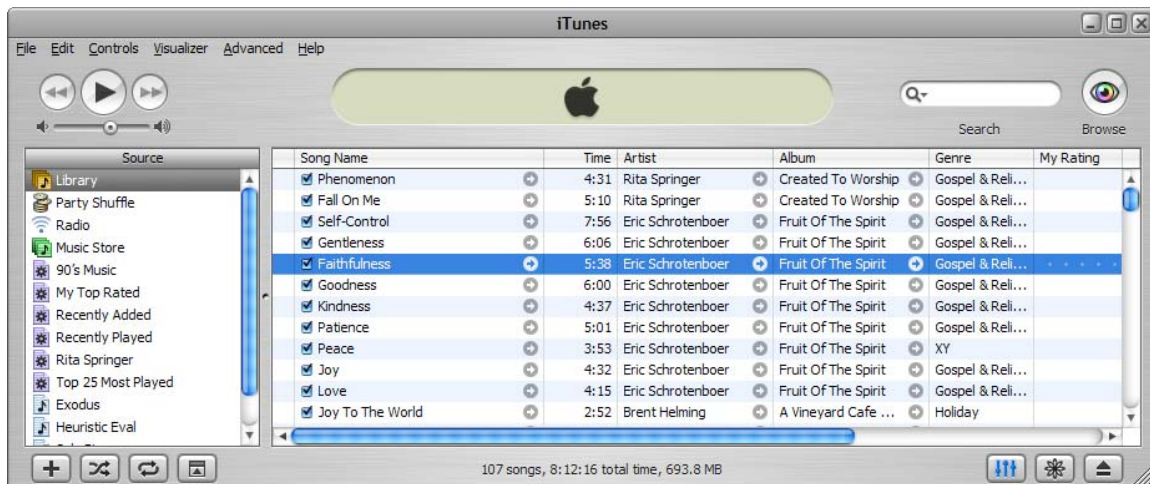 iTunes
File Edit Controls Visualizer Advanced Help
Search Browse
Source
Library
Party Shuffle
Radio
Music Store
90's Music
My Top Rated
Recently Added
Recently Played
Rita Springer
Top 25 Most Played
Exodus
Heuristic Eval
Song Name Time Artist Album Genre My Rating
Phenomenon 4:31 Rita Springer Created To Worship Gospel & Reli...
Fall On Me 5:10 Rita Springer Created To Worship Gospel & Reli...
Self-Control 7:56 Eric Schrotenboer Fruit Of The Spirit Gospel & Reli...
Gentleness 6:06 Eric Schrotenboer Fruit Of The Spirit Gospel & Reli...
Faithfulness 5:38 Eric Schrotenboer Fruit Of The Spirit Gospel & Reli...
Goodness 6:00 Eric Schrotenboer Fruit Of The Spirit Gospel & Reli...
Kindness 4:37 Eric Schrotenboer Fruit Of The Spirit Gospel & Reli...
Patience 5:01 Eric Schrotenboer Fruit Of The Spirit Gospel & Reli...
Peace 3:53 Eric Schrotenboer Fruit Of The Spirit XY
Joy 4:32 Eric Schrotenboer Fruit Of The Spirit Gospel & Reli...
Love 4:15 Eric Schrotenboer Fruit Of The Spirit Gospel & Reli...
Joy To The World 2:52 Brent Helming A Vineyard Cafe ... Holiday
107 songs, 8:12:16 total time, 693.8 MB